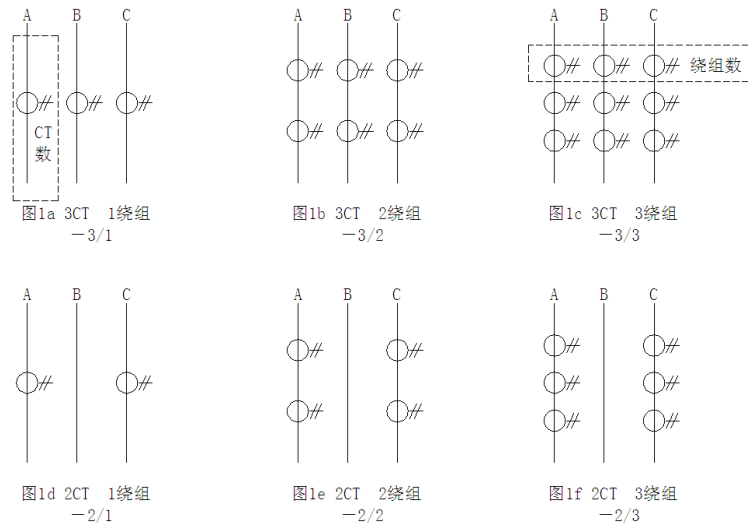 A B C
A B C
A B C
绕组数
CT
数
图1a 3CT 1绕组
—3/1
图1b 3CT 2绕组
—3/2
图1c 3CT 3绕组
—3/3
A B C
A B C
A B C
图1d 2CT 1绕组
—2/1
图1e 2CT 2绕组
—2/2
图1f 2CT 3绕组
—2/3